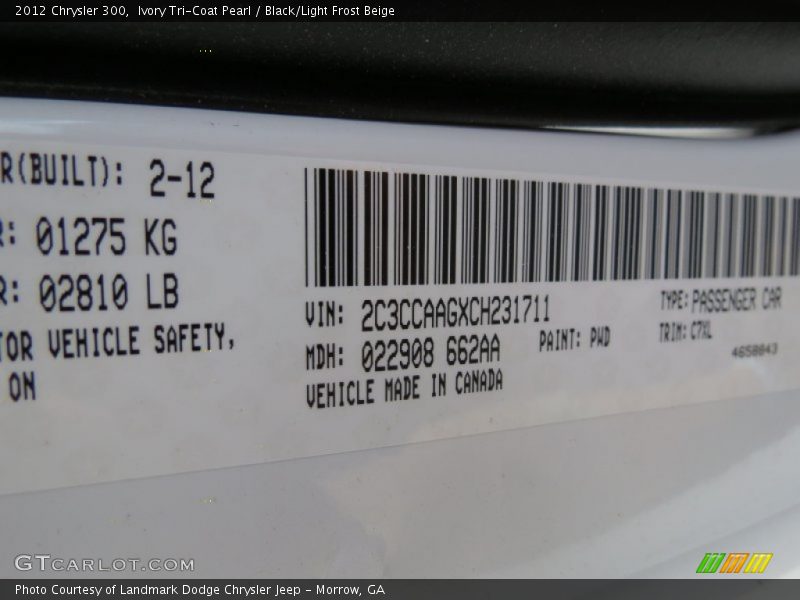 2012 Chrysler 300,  Ivory Tri-Coat Pearl / Black/Light Frost Beige
R(BUILT): 2-12
R: 01275 KG
R: 02810 LB
TOR VEHICLE SAFETY,
ON
VIN: 2C3CCAAGXCH231711
TYPE: PASSENGER CAR
MDH: 022908 662AA
PAINT: PWD
TRIM: C7XL
VEHICLE MADE IN CANADA
4658843
GTCARLOT.COM
Photo Courtesy of Landmark Dodge Chrysler Jeep – Morrow, GA